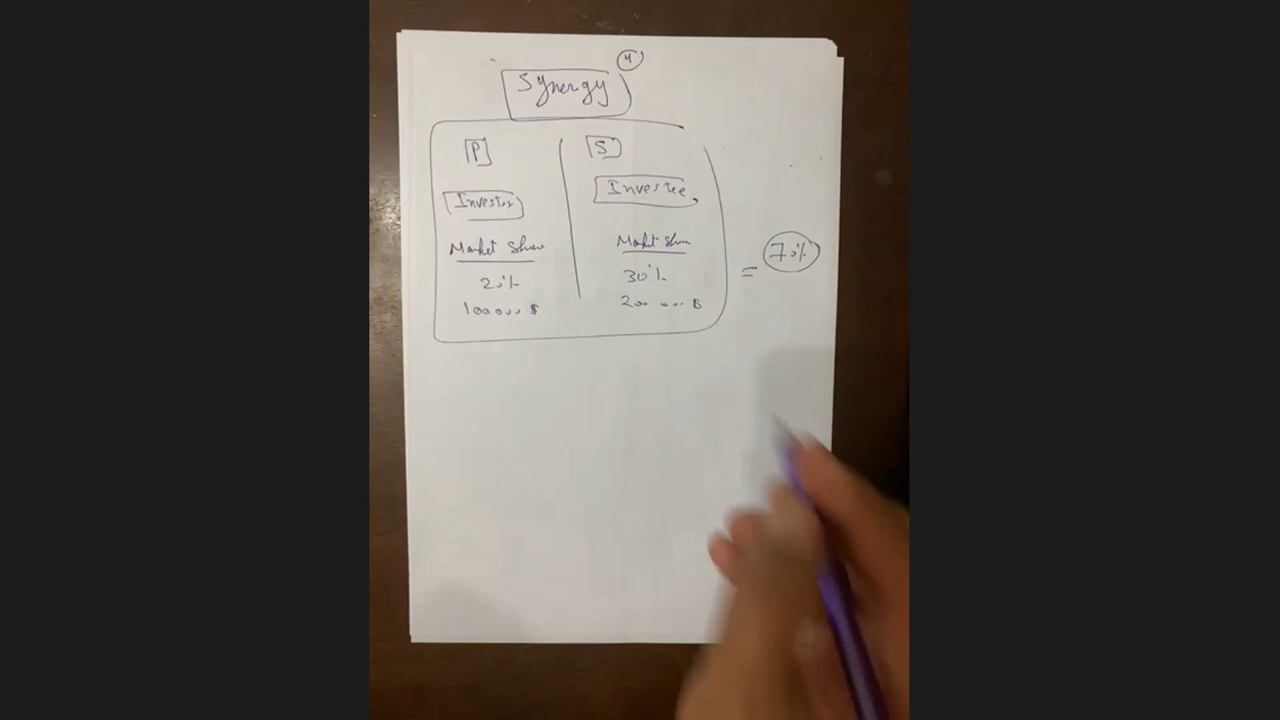 4
Synergy
P
S
Investor
Investee
Market Share
Market Share
20%
30%
100000 $
200000 $
= 70%